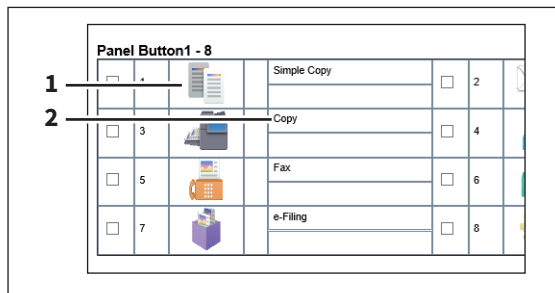 Panel Button1 - 8
1
1 Simple Copy 2
2
3 Copy 4
5 Fax 6
7 e-Filing 8